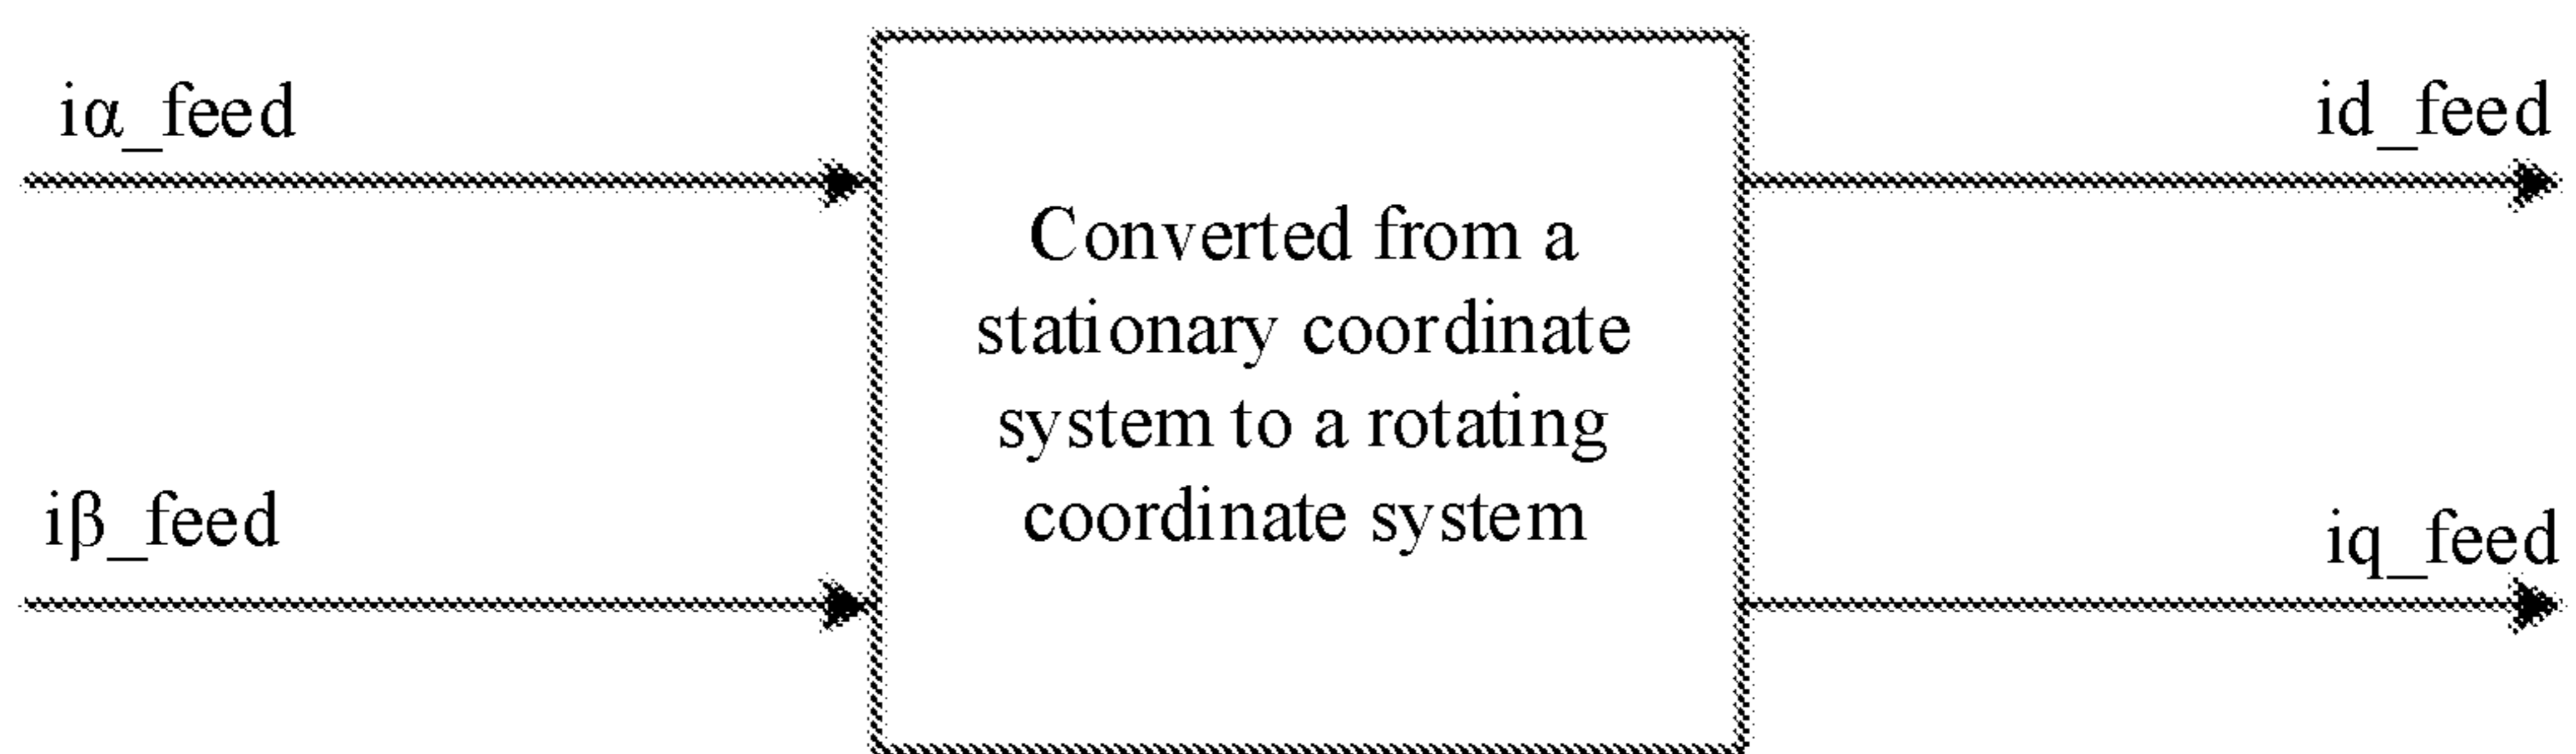 iα_feed
id_feed
Converted from a
stationary coordinate
system to a rotating
coordinate system
iβ_feed
iq_feed